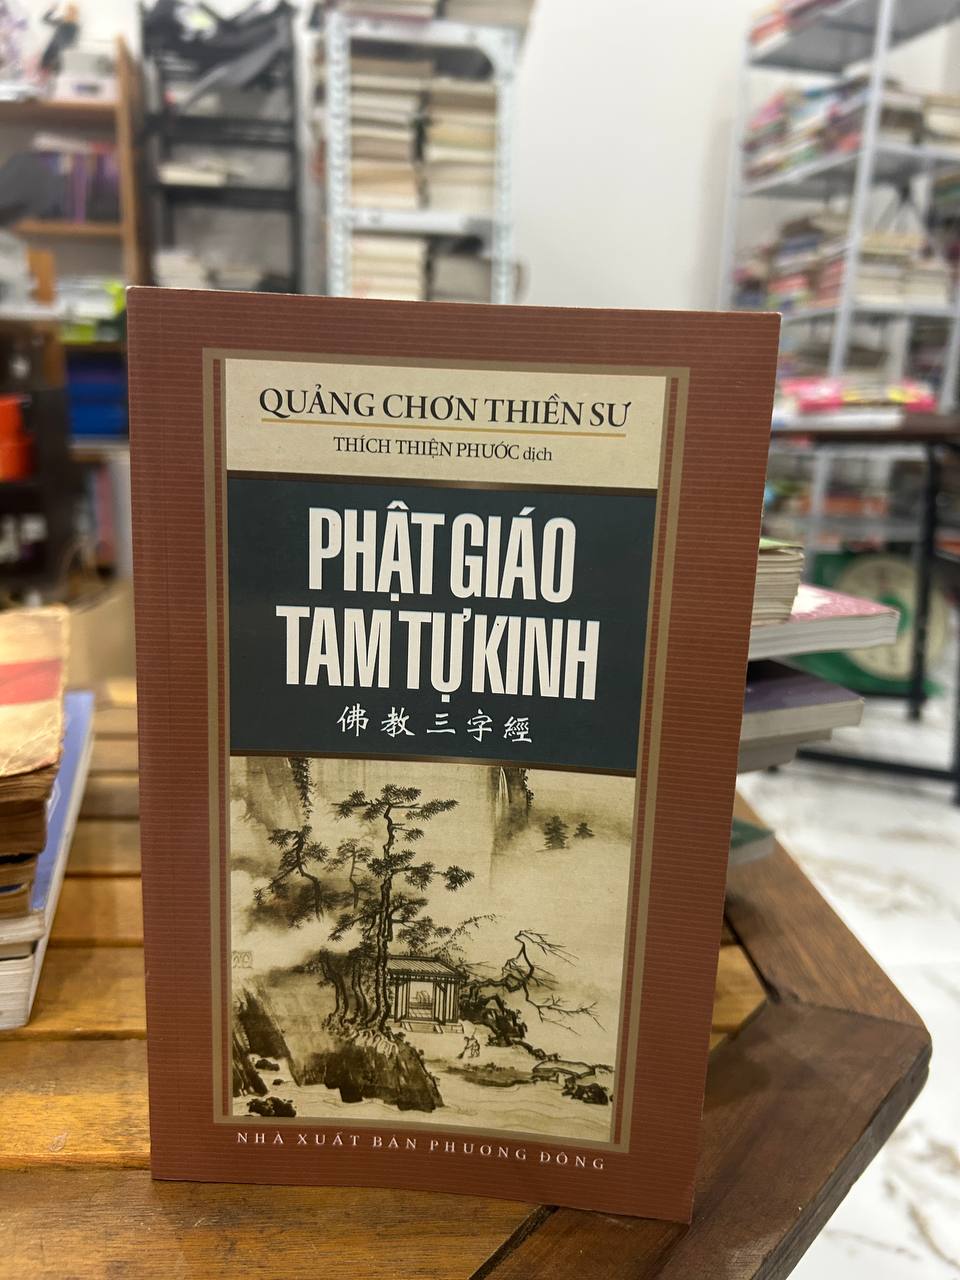 QUẢNG CHƠN THIỀN SƯ
THÍCH THIỆN PHƯỚC dịch
PHẬT GIÁO
TAM TỰ KINH
佛教三字經
NHÀ XUẤT BẢN PHƯƠNG ĐÔNG